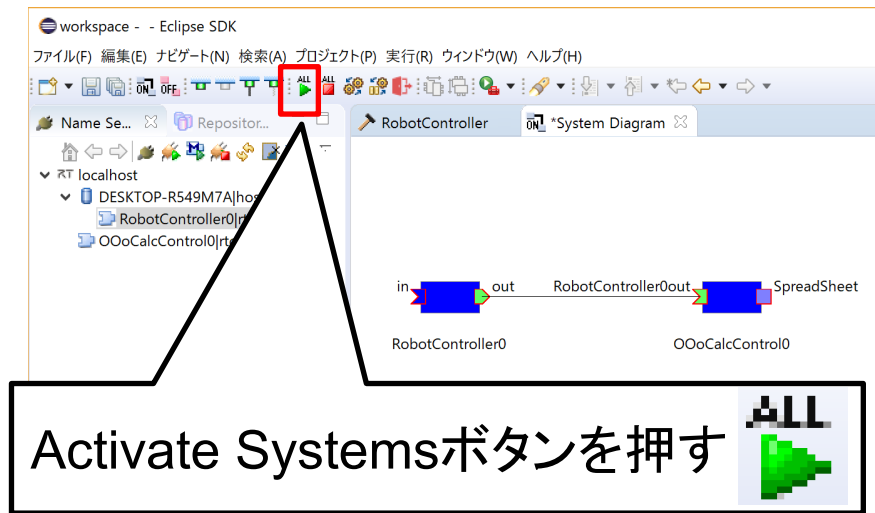 workspace - - Eclipse SDK
ファイル(F) 編集(E) ナビゲート(N) 検索(A) プロジェクト(P) 実行(R) ウィンドウ(W) ヘルプ(H)
ON OFF ALL ALL
Name Se... Repositor...
RobotController *System Diagram
RT localhost
DESKTOP-R549M7A|hos
RobotController0|rt
OOoCalcControl0|rtc
in out RobotController0out SpreadSheet
RobotController0 OOoCalcControl0
Activate Systemsボタンを押す
ALL